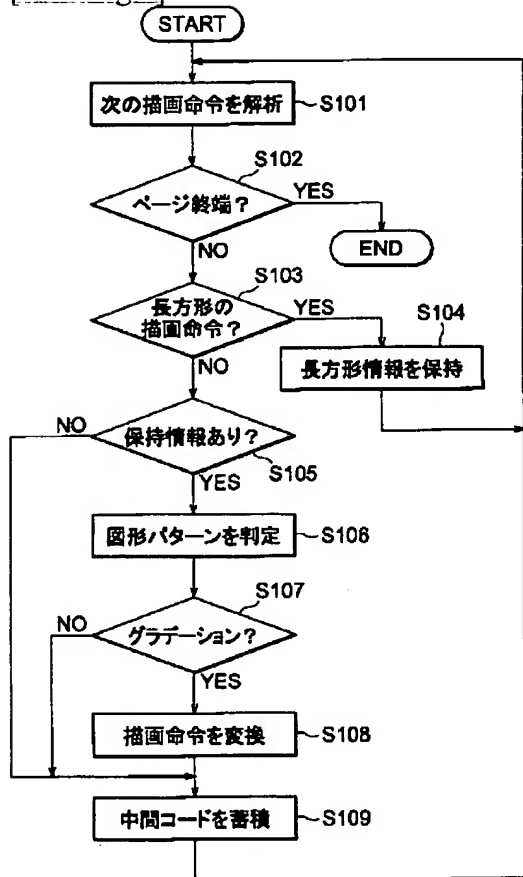 START
次の描画命令を解析
S101
S102
ページ終端？
YES
END
NO
S103
長方形の
描画命令？
YES
S104
長方形情報を保持
NO
NO
保持情報あり？
S105
YES
図形パターンを判定
S106
S107
NO
グラデーション？
YES
描画命令を変換
S108
中間コードを蓄積
S109